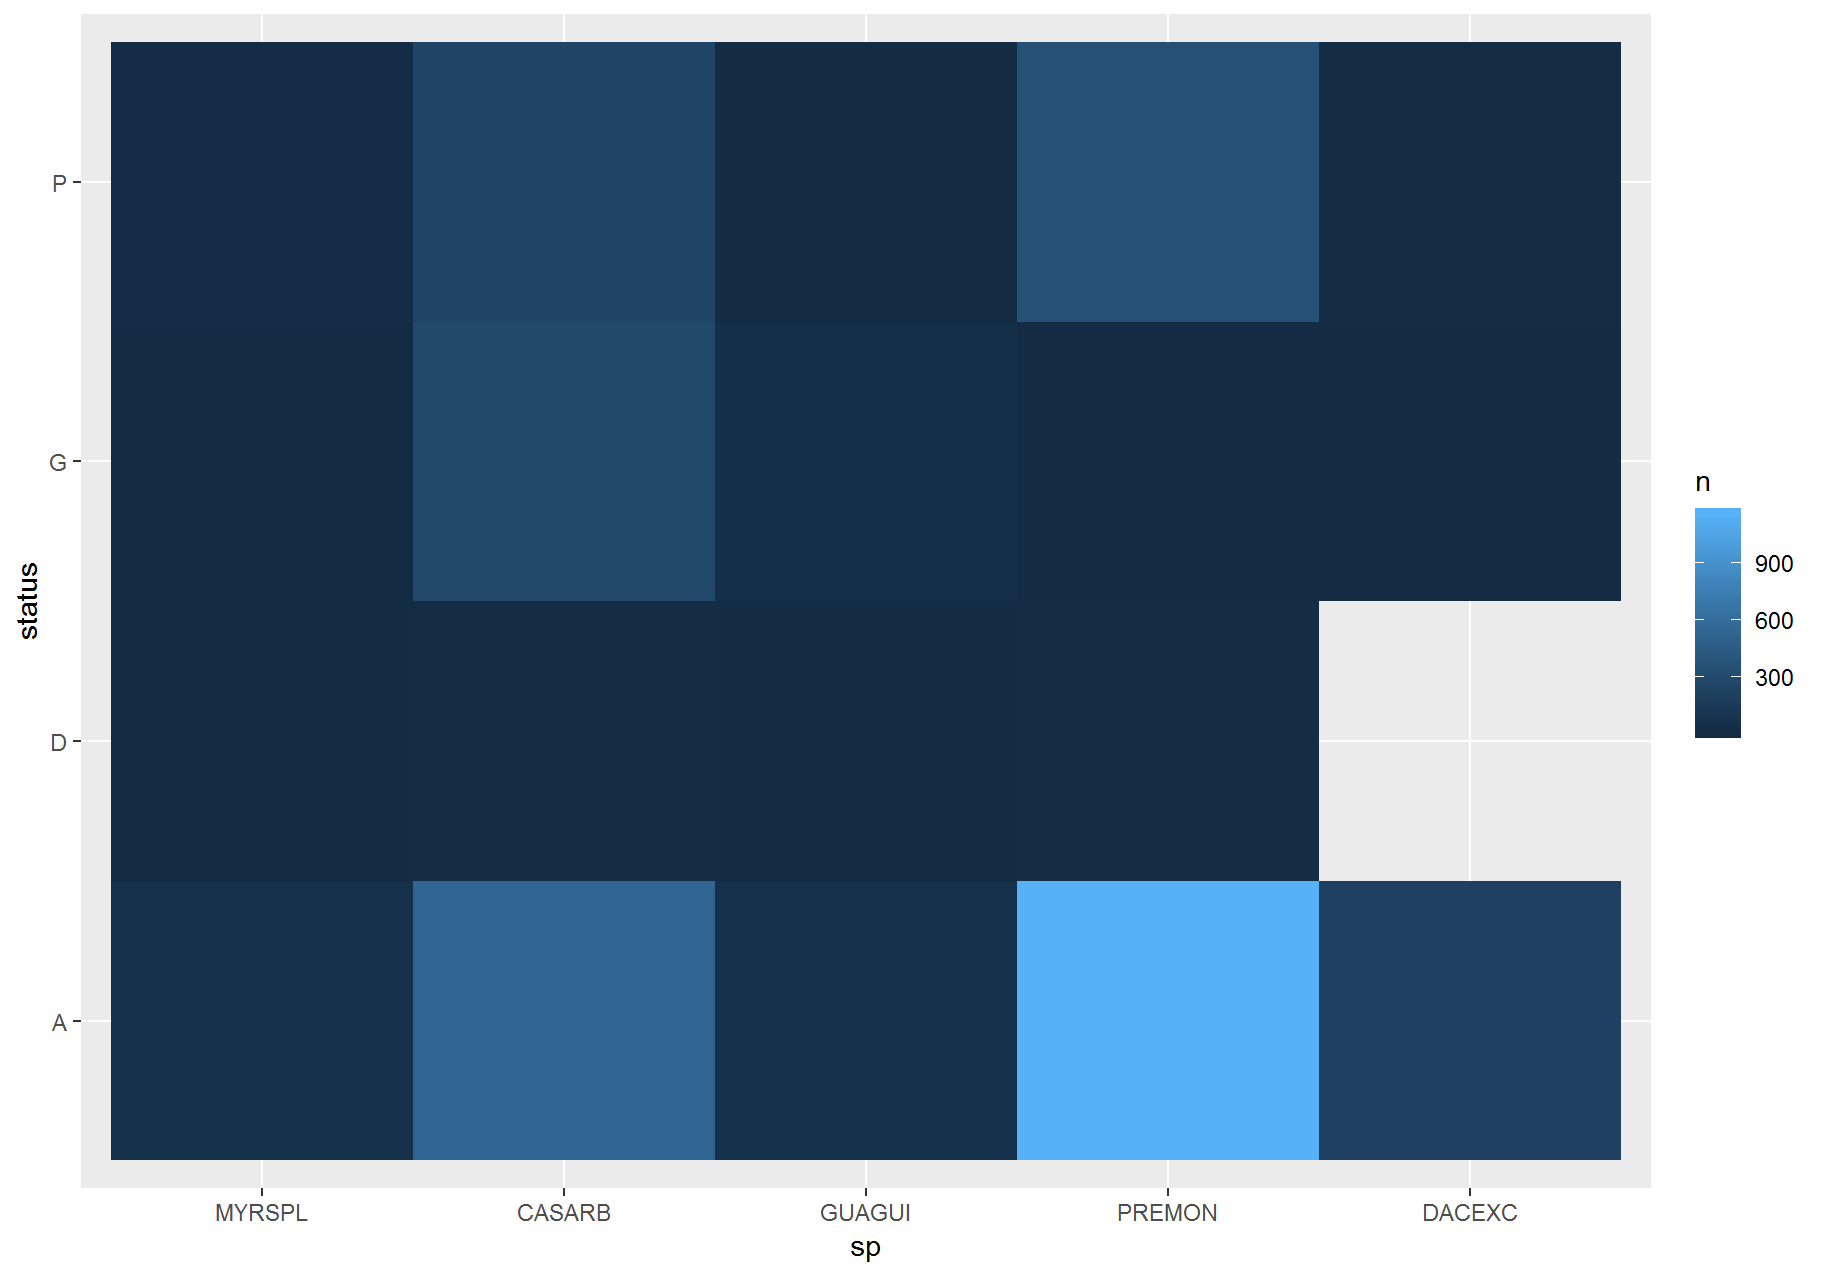 P
G
D
A
status
MYRSPL CASARB GUAGUI PREMON DACEXC
sp
n
900
600
300